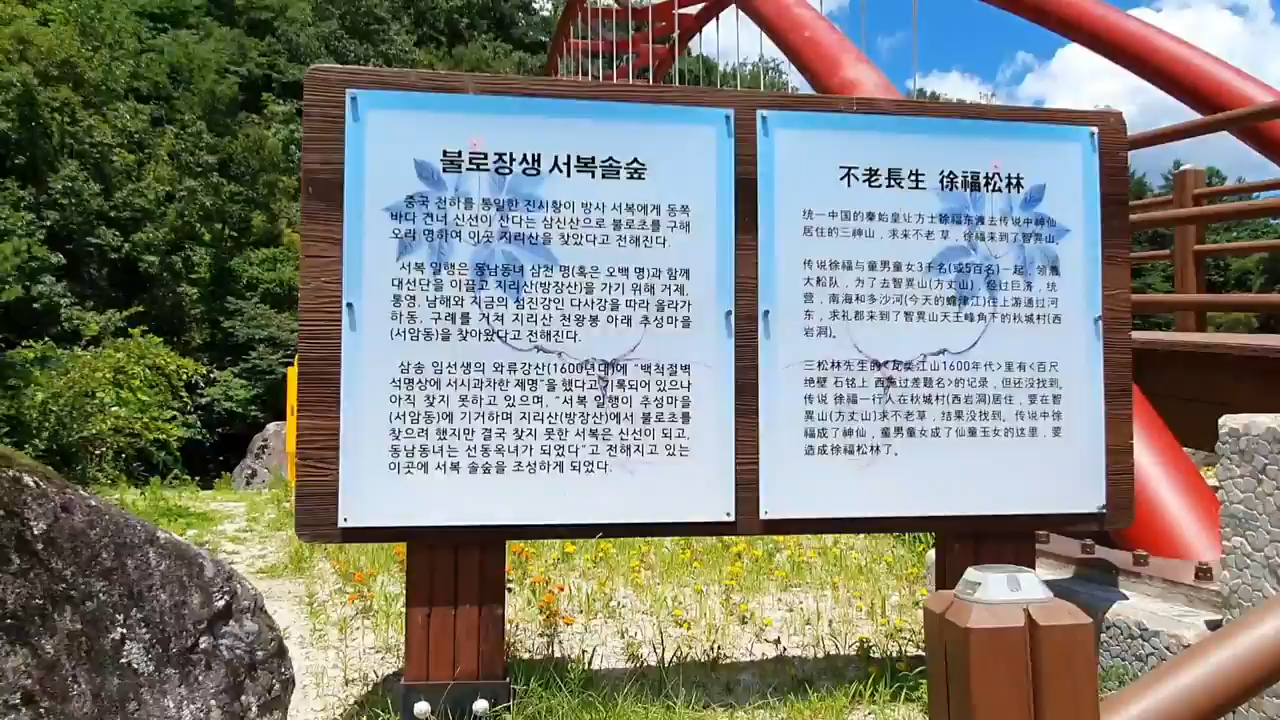 불로장생 서복솔숲
중국 천하를 통일한 진시황이 방사 서복에게 동쪽
바다 건너 신선이 산다는 삼신산으로 불로초를 구해
오라 명하여 이곳 지리산을 찾았다고 전해진다.
서복 일행은 동남동녀 삼천 명(혹은 오백 명)과 함께
대선단을 이끌고 지리산(방장산)을 가기 위해 거제,
통영, 남해와 지금의 섬진강인 다사강을 따라 올라가
하동, 구례를 거쳐 지리산 천왕봉 아래 추성마을
(서암동)을 찾아왔다고 전해진다.
삼송 임선생의 와류강산(1600년대)에 "백척절벽
석명상에 서시과차한 제명"을 했다고 기록되어 있으나
아직 찾지 못하고 있으며, "서복 일행이 추성마을
(서암동)에 기거하며 지리산(방장산)에서 불로초를
찾으려 했지만 결국 찾지 못한 서복은 신선이 되고,
동남동녀는 선동옥녀가 되었다"고 전해지고 있는
이곳에 서복 솔숲을 조성하게 되었다.
不老長生 徐福松林
统一中国的秦始皇让方士徐福东渡去传说中神仙
居住的三神山，求来不老草，徐福来到了智異山。
传说徐福与童男童女3千名(或5百名)一起，领着
大船队，为了去智異山(方丈山)，经过巨济，统
营，南海和多沙河(今天的蟾津江)往上游通过河
东，求礼郡来到了智異山天王峰角下的秋城村(西
岩洞)。
三松林先生的<瓦类江山1600年代>里有<百尺
绝壁 石铭上 西施过差题名>的记录，但还没找到。
传说 徐福一行人在秋城村(西岩洞)居住，要在智
異山(方丈山)求不老草，结果没找到。传说中徐
福成了神仙，童男童女成了仙童玉女的这里，要
造成徐福松林了。